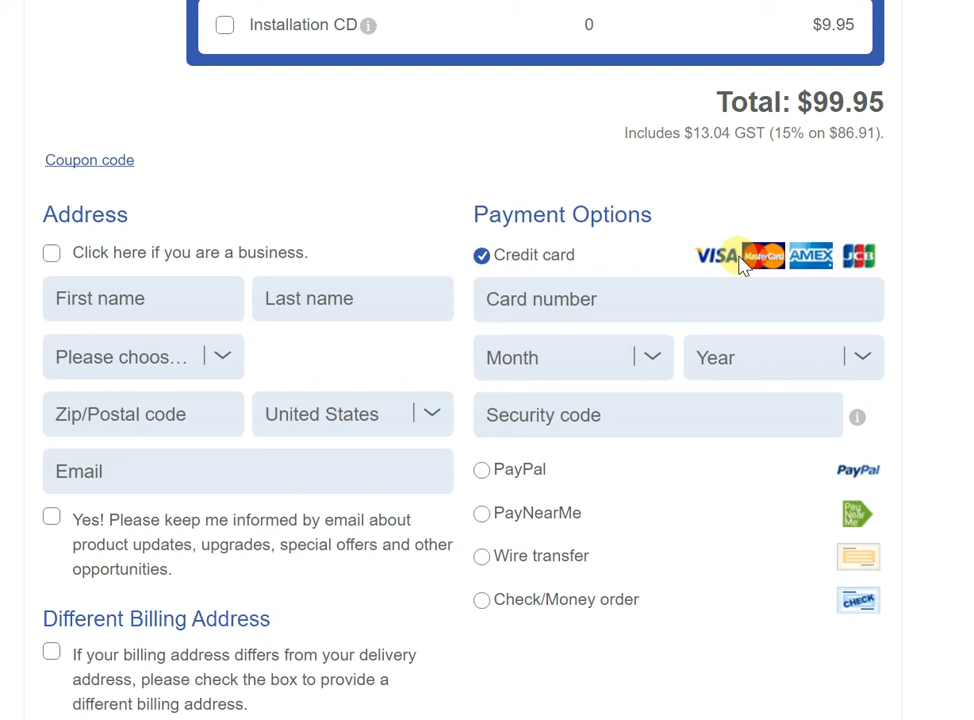 Installation CD 0 $9.95
Total: $99.95
Includes $13.04 GST (15% on $86.91).
Coupon code
Address
Click here if you are a business.
First name Last name
Please choos...
Zip/Postal code United States
Email
Yes! Please keep me informed by email about
product updates, upgrades, special offers and other
opportunities.
Different Billing Address
If your billing address differs from your delivery
address, please check the box to provide a
different billing address.
Payment Options
Credit card VISA MasterCard AMEX JCB
Card number
Month Year
Security code
PayPal PayPal
PayNearMe Pay Near Me
Wire transfer
Check/Money order CHECK